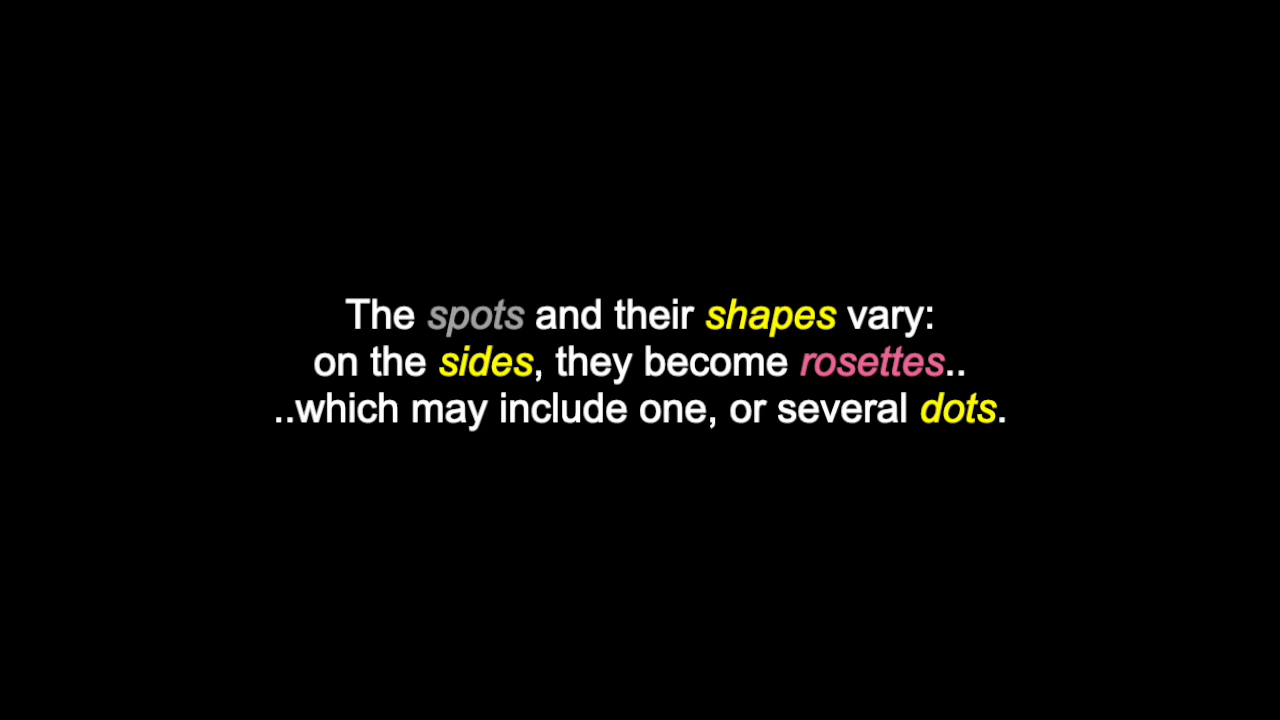 The spots and their shapes vary:
on the sides, they become rosettes..
..which may include one, or several dots.